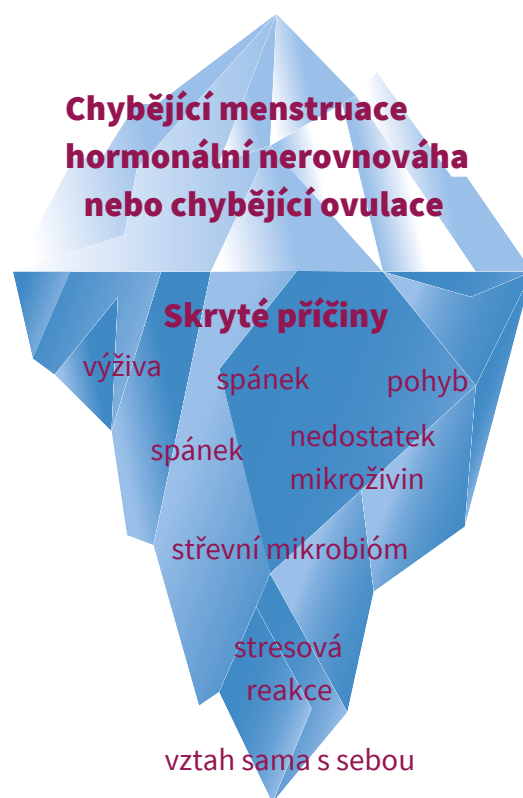 Chybějící menstruace
hormonální nerovnováha
nebo chybějící ovulace
Skryté příčiny
výživa
spánek
pohyb
spánek
nedostatek
mikroživin
střevní mikrobióm
stresová
reakce
vztah sama s sebou